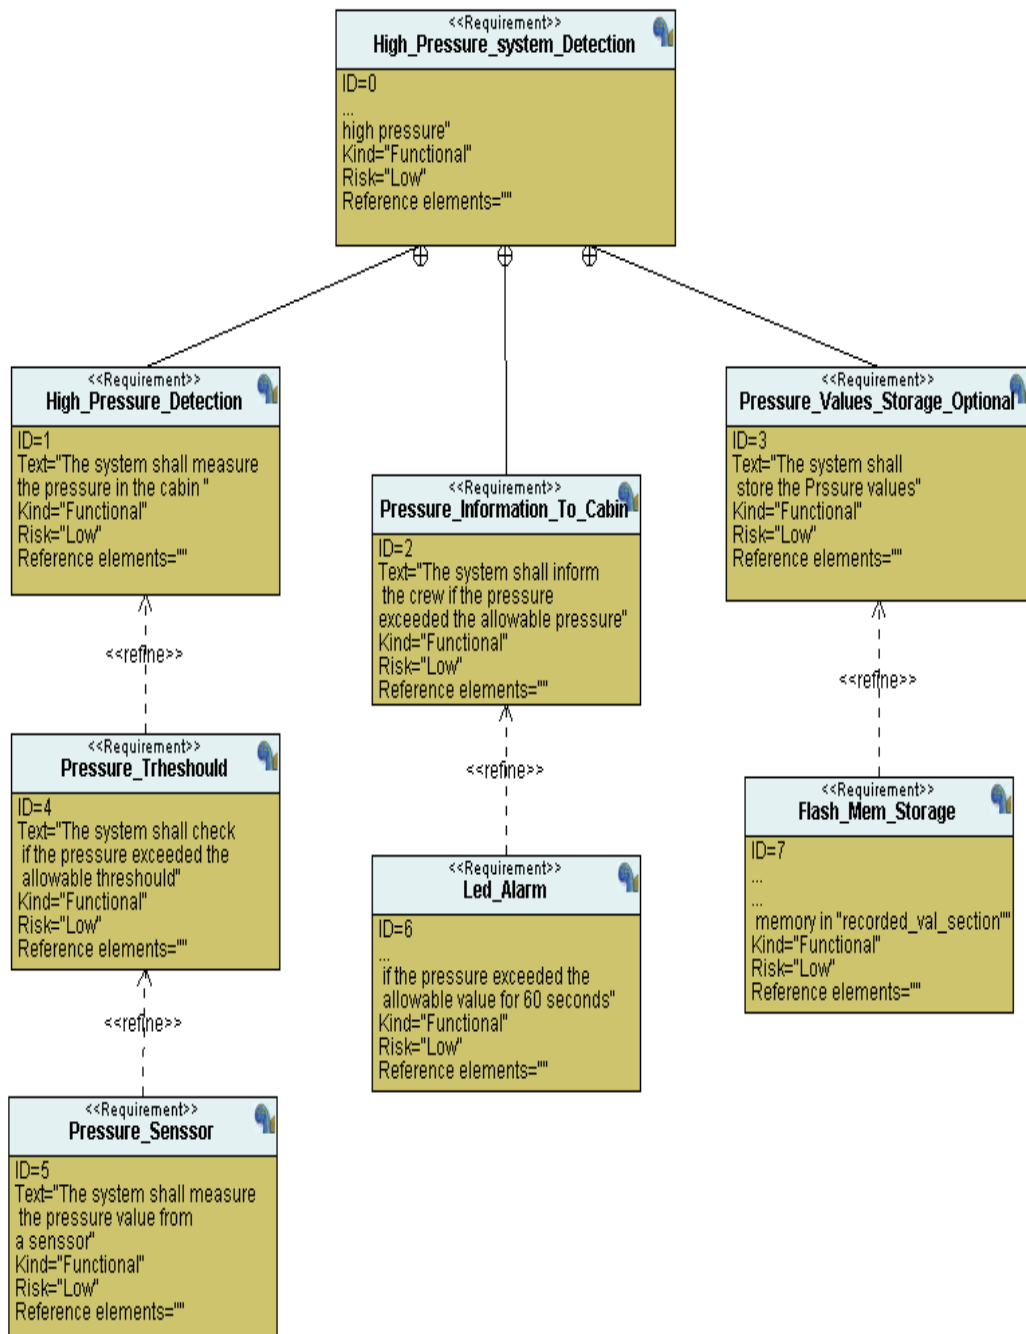 <<Requirement>>
High_Pressure_system_Detection
ID=0
...
high pressure"
Kind="Functional"
Risk="Low"
Reference elements=""
<<Requirement>>
High_Pressure_Detection
ID=1
Text="The system shall measure
the pressure in the cabin "
Kind="Functional"
Risk="Low"
Reference elements=""
<<Requirement>>
Pressure_Information_To_Cabin
ID=2
Text="The system shall inform
the crew if the pressure
exceeded the allowable pressure"
Kind="Functional"
Risk="Low"
Reference elements=""
<<Requirement>>
Pressure_Values_Storage_Optional
ID=3
Text="The system shall
store the Prssure values"
Kind="Functional"
Risk="Low"
Reference elements=""
<<refine>>
<<refine>>
<<refine>>
<<Requirement>>
Pressure_Trheshould
ID=4
Text="The system shall check
if the pressure exceeded the
allowable threshould"
Kind="Functional"
Risk="Low"
Reference elements=""
<<Requirement>>
Led_Alarm
ID=6
...
if the pressure exceeded the
allowable value for 60 seconds"
Kind="Functional"
Risk="Low"
Reference elements=""
<<Requirement>>
Flash_Mem_Storage
ID=7
...
...
memory in "recorded_val_section""
Kind="Functional"
Risk="Low"
Reference elements=""
<<refine>>
<<Requirement>>
Pressure_Senssor
ID=5
Text="The system shall measure
the pressure value from
a senssor"
Kind="Functional"
Risk="Low"
Reference elements=""